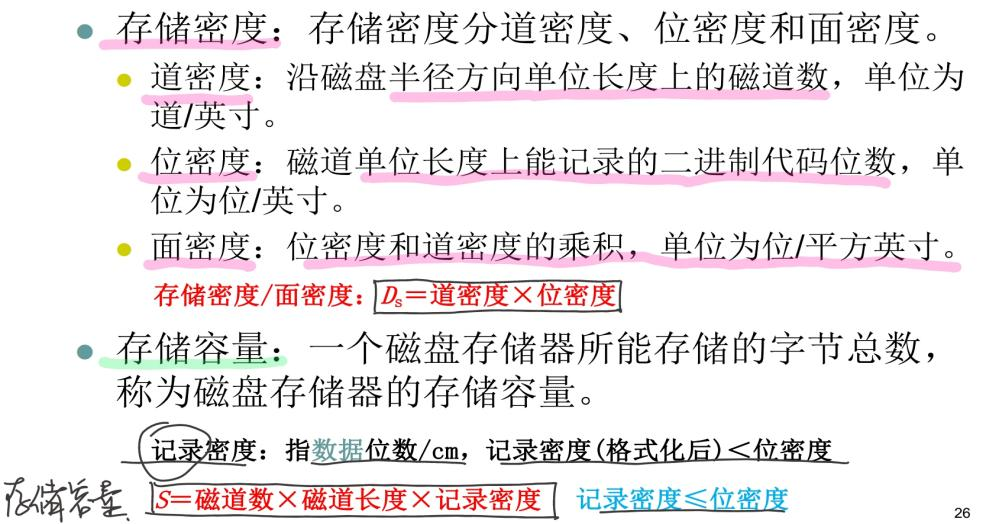 存储密度：存储密度分道密度、位密度和面密度。
道密度：沿磁盘半径方向单位长度上的磁道数，单位为
道/英寸。
位密度：磁道单位长度上能记录的二进制代码位数，单
位为位/英寸。
面密度：位密度和道密度的乘积，单位为位/平方英寸。
存储密度/面密度：Ds＝道密度×位密度
存储容量：一个磁盘存储器所能存储的字节总数，
称为磁盘存储器的存储容量。
记录密度：指数据位数/cm，记录密度(格式化后)＜位密度
存储容量 S＝磁道数×磁道长度×记录密度 记录密度≤位密度
26